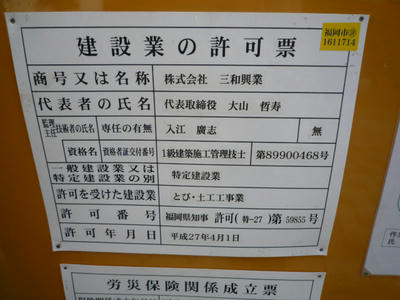 福岡市
1611714
建設業の許可票
商号又は名称 株式会社 三和興業
代表者の氏名 代表取締役 大山 哲寿
監理
主任技術者の氏名 専任の有無 入江 廣志 無
資格名 資格者証交付番号 1級建築施工管理技士 第89900468号
一般建設業又は
特定建設業の別 特定建設業
許可を受けた建設業 とび・土工工事業
許可番号 福岡県知事 許可(特-27)第59855号
許可年月日 平成27年4月1日
労災保険関係成立票